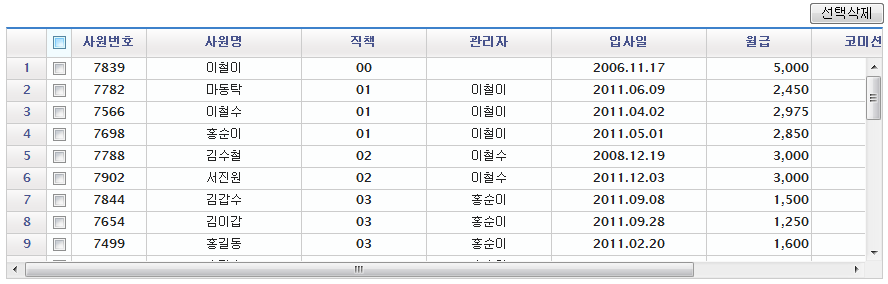 선택삭제
사원번호 사원명 직책 관리자 입사일 월급 코미션
1 7839 이철이 00 2006.11.17 5,000
2 7782 마동탁 01 이철이 2011.06.09 2,450
3 7566 이철수 01 이철이 2011.04.02 2,975
4 7698 홍순이 01 이철이 2011.05.01 2,850
5 7788 김수철 02 이철수 2008.12.19 3,000
6 7902 서진원 02 이철수 2011.12.03 3,000
7 7844 김갑수 03 홍순이 2011.09.08 1,500
8 7654 김이갑 03 홍순이 2011.09.28 1,250
9 7499 홍길동 03 홍순이 2011.02.20 1,600